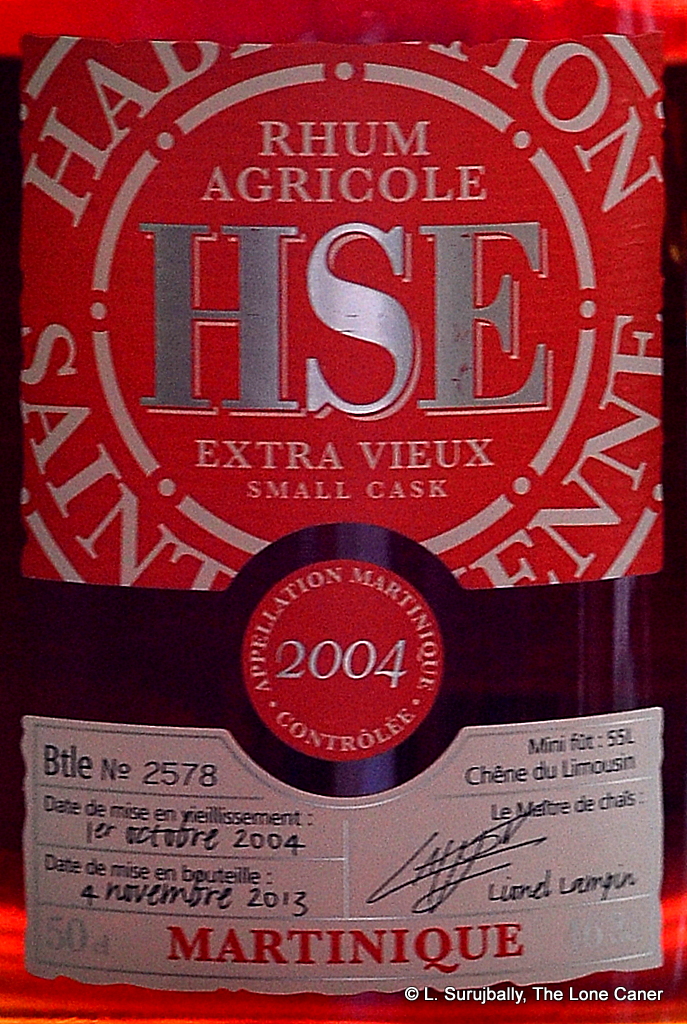 RHUM
AGRICOLE
HSE
EXTRA VIEUX
SMALL CASK
SAINT
APPELLATION MARTINIQUE
2004
• CONTRÔLÉE •
Btle Nº 2578
Mini fût : 55L
Chêne du Limousin
Date de mise en vieillissement :
1er octobre 2004
Le Maître de chais :
Date de mise en bouteille :
4 novembre 2013
Lionel Lampin
50cl
MARTINIQUE
© L. Surujbally, The Lone Caner